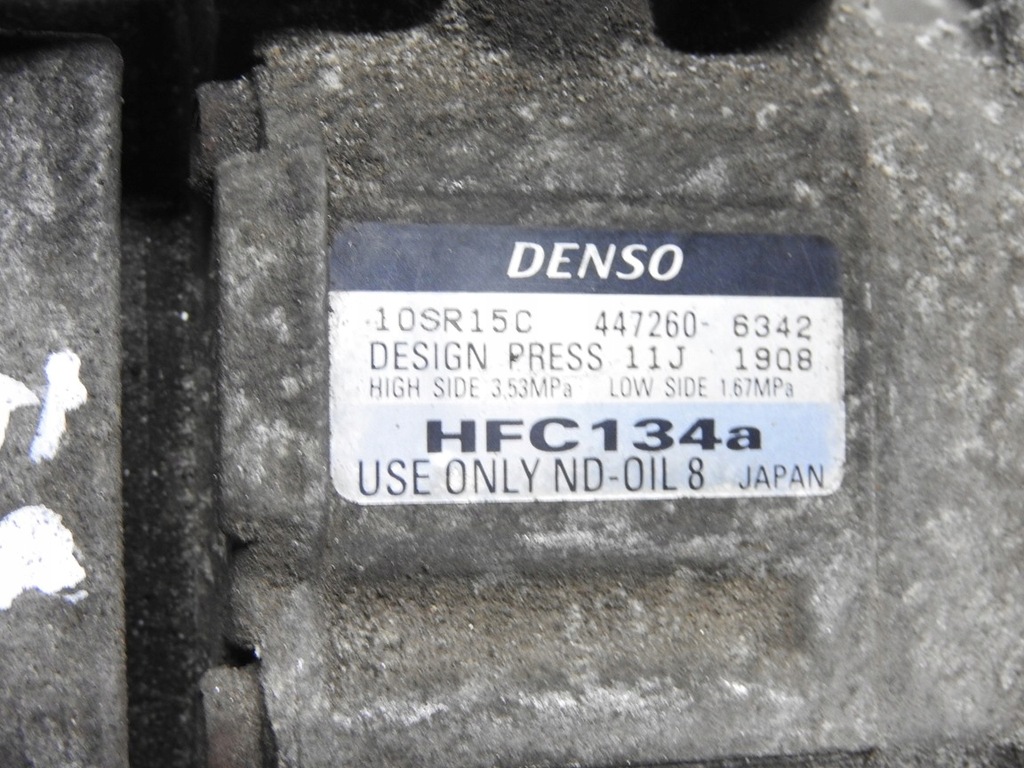 DENSO
10SR15C 447260- 6342
DESIGN PRESS 11J 1908
HIGH SIDE 3.53MPa LOW SIDE 1.67MPa
HFC134a
USE ONLY ND-OIL 8 JAPAN